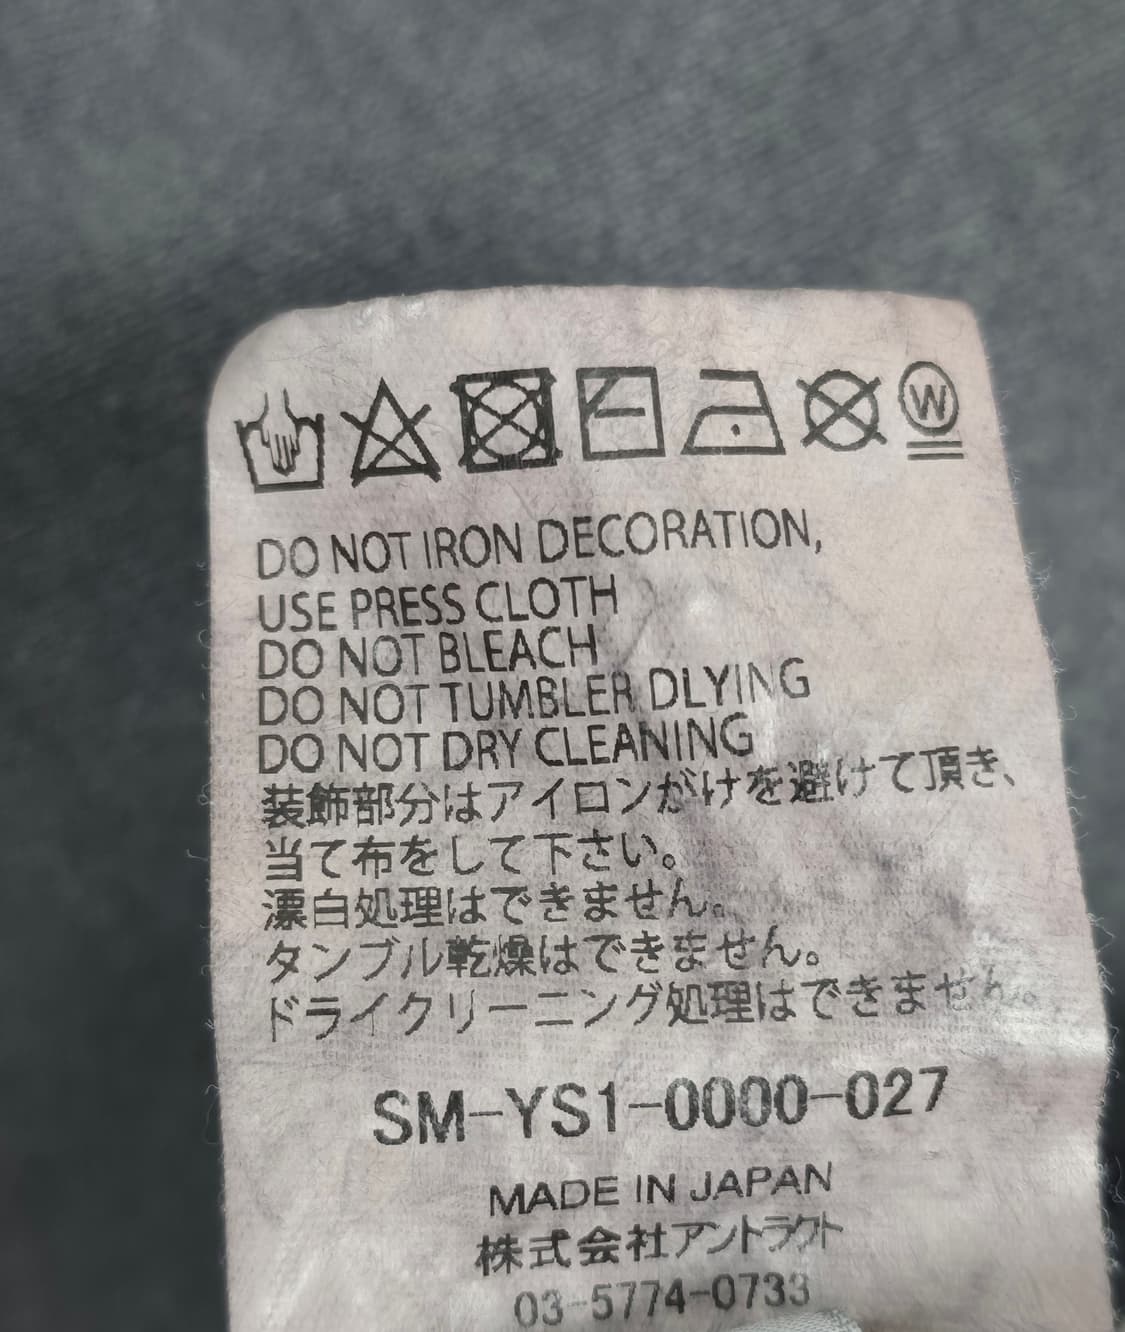 W
DO NOT IRON DECORATION,
USE PRESS CLOTH
DO NOT BLEACH
DO NOT TUMBLER DLYING
DO NOT DRY CLEANING
装飾部分はアイロンがけを避けて頂き、
当て布をして下さい。
漂白処理はできません。
タンブル乾燥はできません。
ドライクリーニング処理はできません。
SM-YS1-0000-027
MADE IN JAPAN
株式会社アントラクト
03-5774-0733